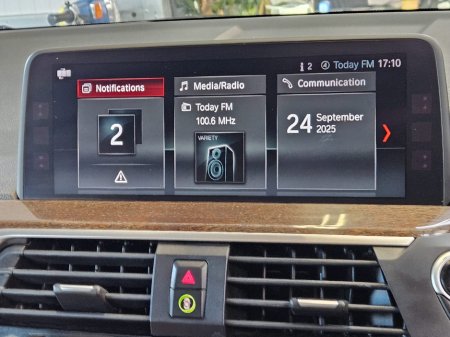 2 Today FM 17:10
Notifications
2
Media/Radio
Today FM
100.6 MHz
VARIETY
Communication
24 September
2025